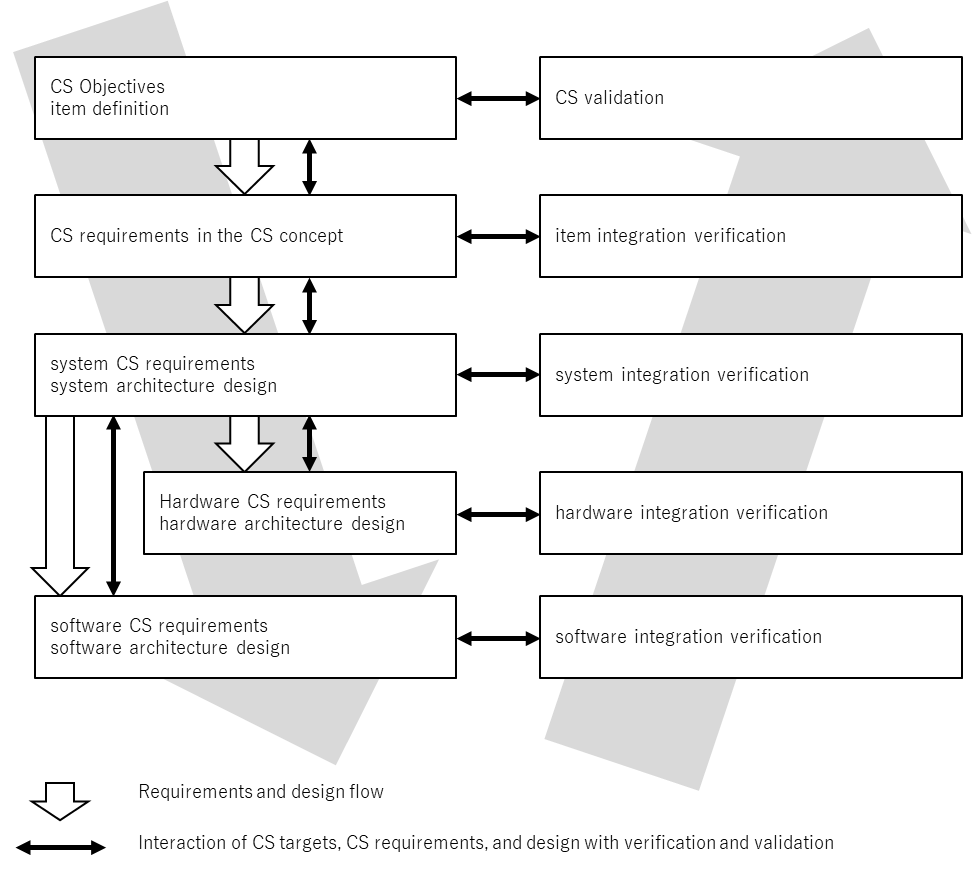 CS Objectives
item definition
CS validation
CS requirements in the CS concept
item integration verification
system CS requirements
system architecture design
system integration verification
Hardware CS requirements
hardware architecture design
hardware integration verification
software CS requirements
software architecture design
software integration verification
Requirements and design flow
Interaction of CS targets, CS requirements, and design with verification and validation